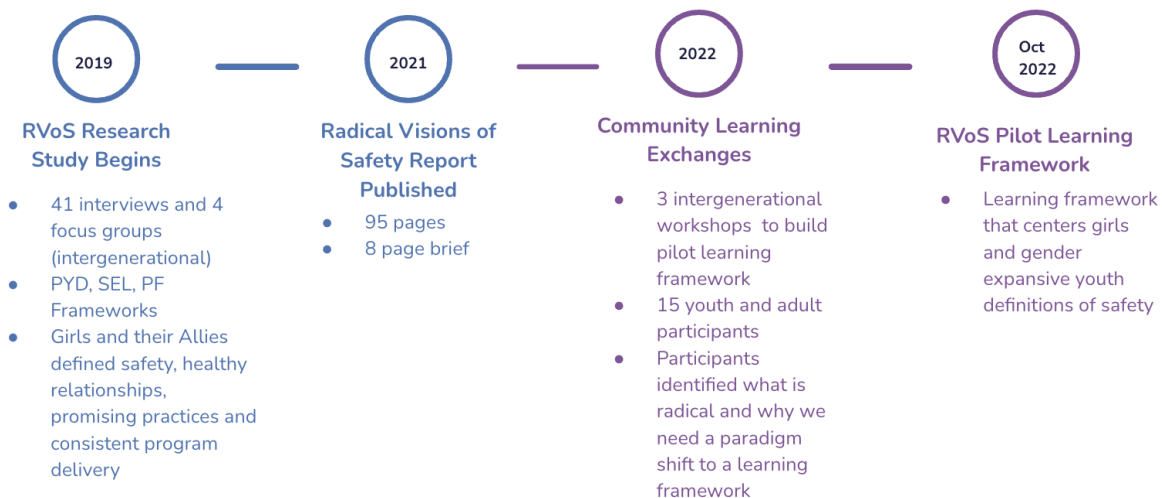 2019
RVoS Research
Study Begins
● 41 interviews and 4
focus groups
(intergenerational)
● PYD, SEL, PF
Frameworks
● Girls and their Allies
defined safety, healthy
relationships,
promising practices and
consistent program
delivery
2021
Radical Visions of
Safety Report
Published
● 95 pages
● 8 page brief
2022
Community Learning
Exchanges
● 3 intergenerational
workshops to build
pilot learning
framework
● 15 youth and adult
participants
● Participants
identified what is
radical and why we
need a paradigm
shift to a learning
framework
Oct
2022
RVoS Pilot Learning
Framework
● Learning framework
that centers girls
and gender
expansive youth
definitions of safety